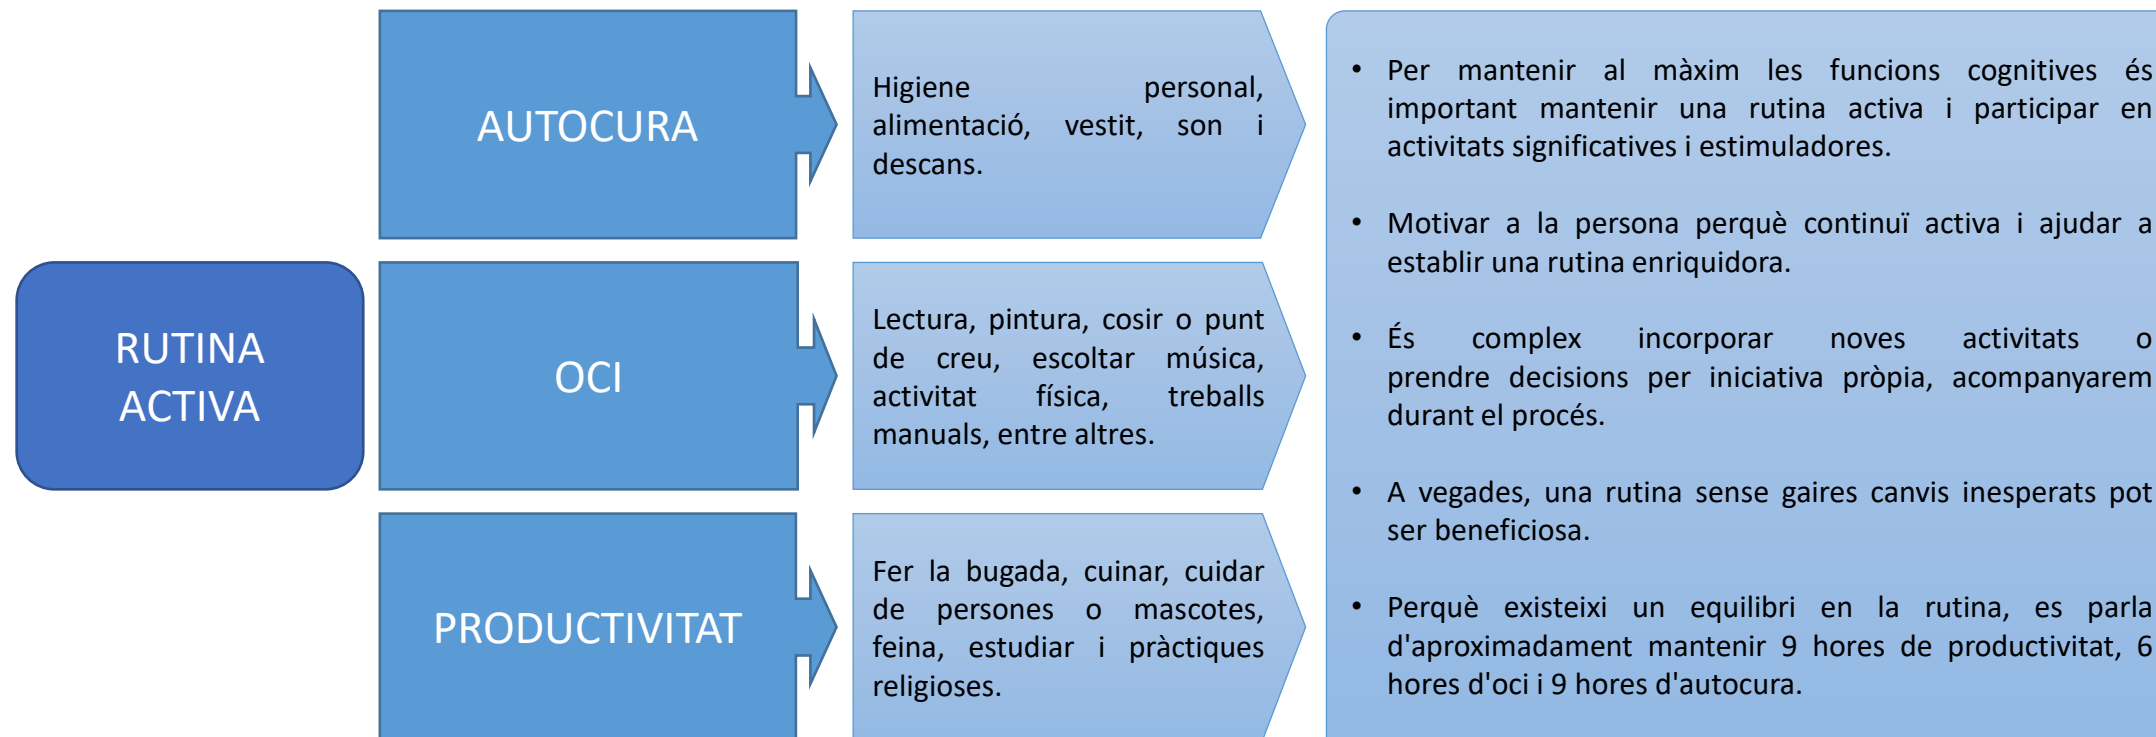 RUTINA
ACTIVA
AUTOCURA
Higiene personal,
alimentació, vestit, son i
descans.
OCI
Lectura, pintura, cosir o punt
de creu, escoltar música,
activitat física, treballs
manuals, entre altres.
PRODUCTIVITAT
Fer la bugada, cuinar, cuidar
de persones o mascotes,
feina, estudiar i pràctiques
religioses.
• Per mantenir al màxim les funcions cognitives és
important mantenir una rutina activa i participar en
activitats significatives i estimuladores.
• Motivar a la persona perquè continuï activa i ajudar a
establir una rutina enriquidora.
• És complex incorporar noves activitats o
prendre decisions per iniciativa pròpia, acompanyarem
durant el procés.
• A vegades, una rutina sense gaires canvis inesperats pot
ser beneficiosa.
• Perquè existeixi un equilibri en la rutina, es parla
d'aproximadament mantenir 9 hores de productivitat, 6
hores d'oci i 9 hores d'autocura.